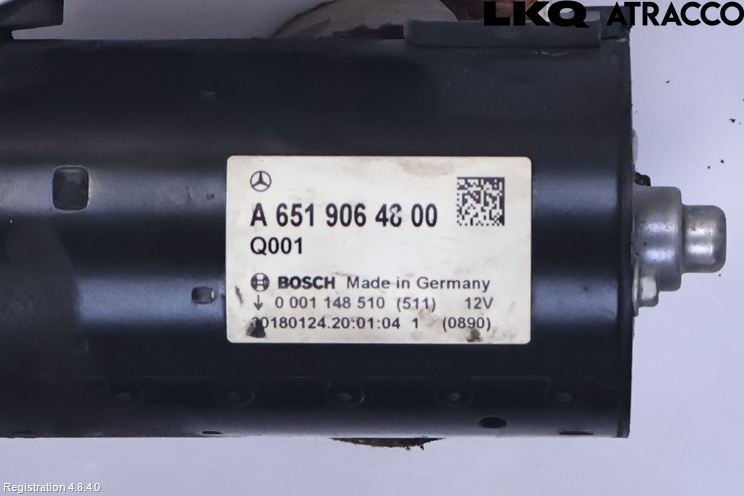 LKQ ATRACCO
A 651 906 48 00
Q001
BOSCH Made in Germany
0 001 148 510 (511) 12V
20180124.20:01:04 1 (0890)
Registration 4.8.4.0